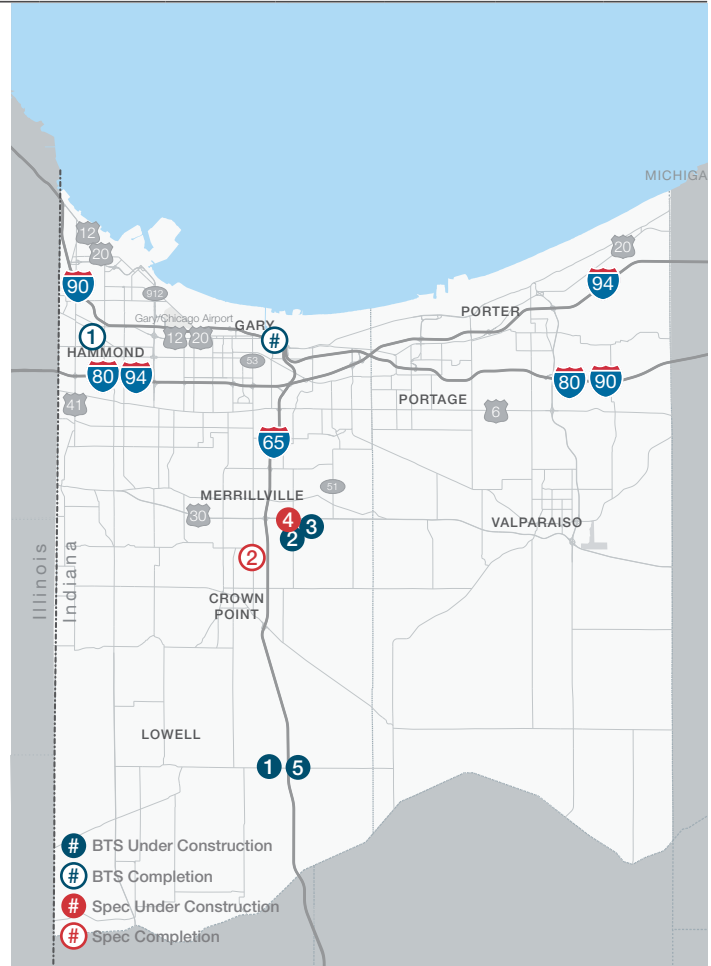 MICHIGA
12
20
20
90
94
912
PORTER
Gary/Chicago Airport
GARY
1
12
20
#
HAMMOND
53
80
94
80
90
41
PORTAGE
6
65
51
MERRILLVILLE
30
4
3
VALPARAISO
2
2
Illinois
Indiana
CROWN
POINT
LOWELL
1
5
# BTS Under Construction
# BTS Completion
# Spec Under Construction
# Spec Completion